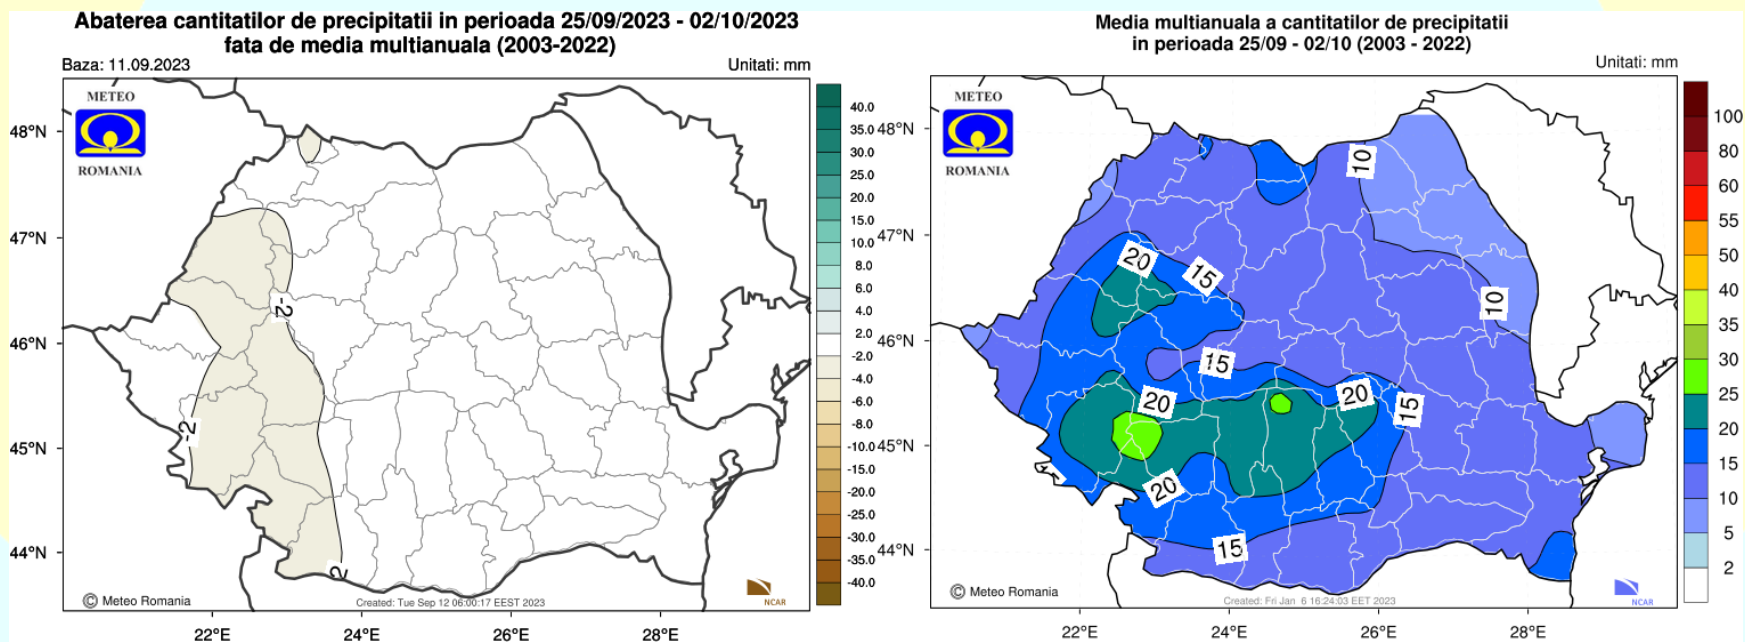 Abaterea cantitatilor de precipitatii in perioada 25/09/2023 - 02/10/2023
fata de media multianuala (2003-2022)
Baza: 11.09.2023
Unitati: mm
METEO
ROMANIA
48°N
47°N
46°N
45°N
44°N
-2
-2
2
40.0
35.0
30.0
25.0
20.0
15.0
10.0
8.0
6.0
4.0
2.0
-2.0
-4.0
-6.0
-8.0
-10.0
-15.0
-20.0
-25.0
-30.0
-35.0
-40.0
© Meteo Romania
Created: Tue Sep 12 06:00:17 EEST 2023
NCAR
22°E
24°E
26°E
28°E
Media multianuala a cantitatilor de precipitatii
in perioada 25/09 - 02/10 (2003 - 2022)
Unitati: mm
METEO
ROMANIA
48°N
47°N
46°N
45°N
44°N
10
20
15
10
15
20
20
15
20
15
100
80
60
55
50
40
35
30
25
20
15
10
5
2
© Meteo Romania
Created: Fri Jan 6 16:24:03 EET 2023
NCAR
22°E
24°E
26°E
28°E